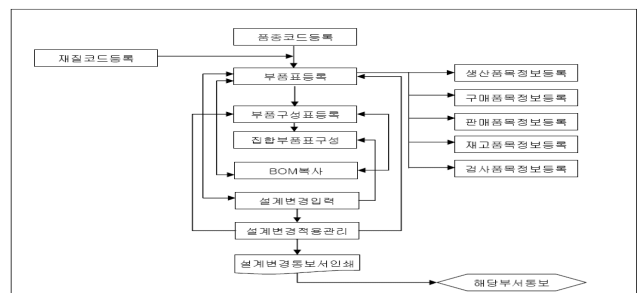 품종코드등록
재질코드등록
부품표등록
생산품목정보등록
구매품목정보등록
부품구성표등록
판매품목정보등록
집합부품표구성
재고품목정보등록
BOM복사
검사품목정보등록
설계변경입력
설계변경적용관리
설계변경통보서인쇄
해당부서통보